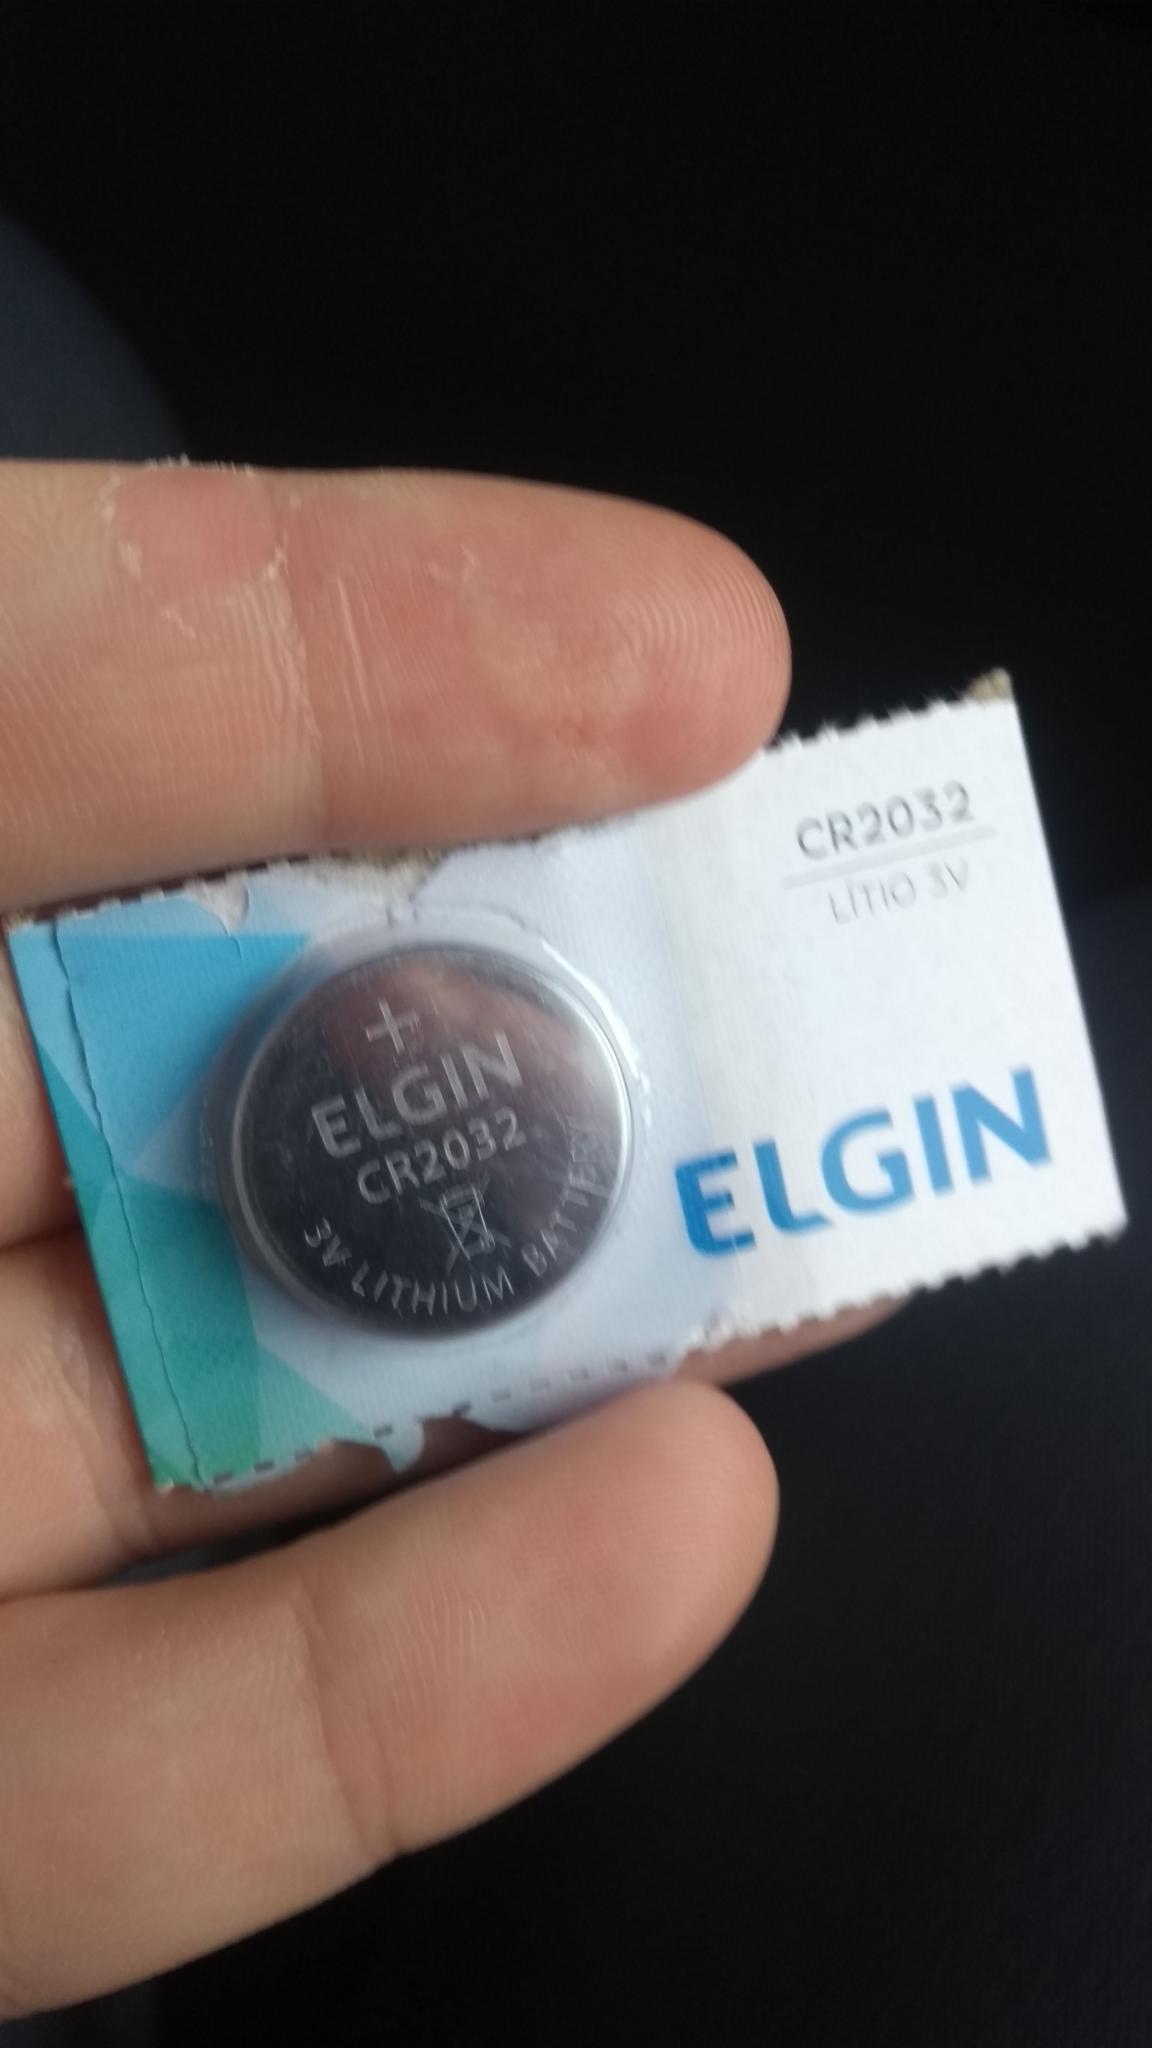 CR2032
LÍTIO 3V
ELGIN
+
ELGIN
CR2032
3V LITHIUM BATTERY